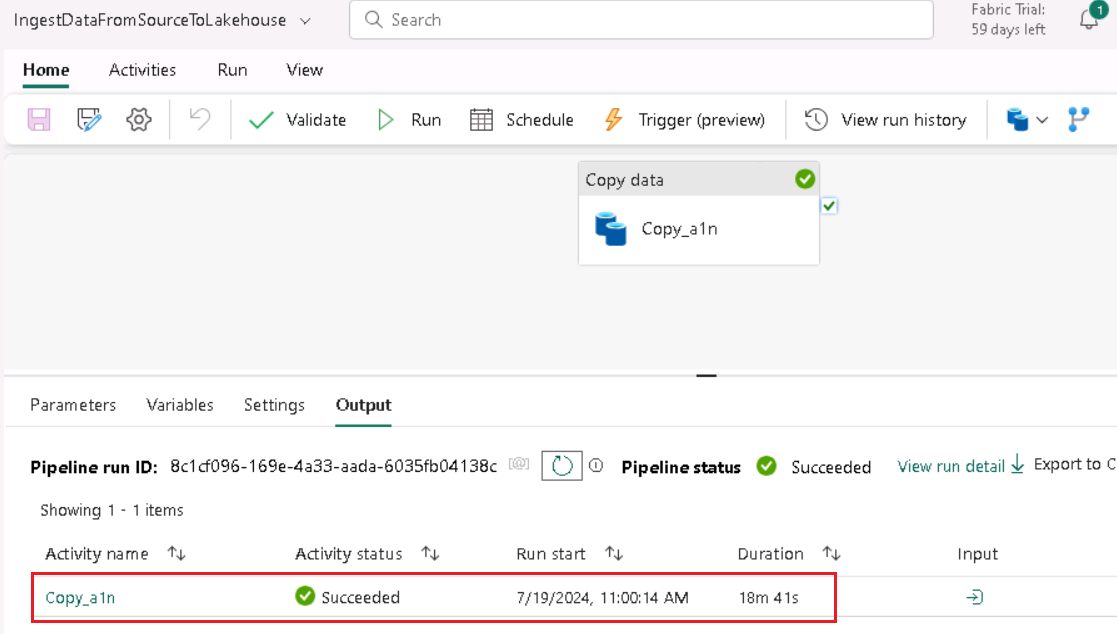 IngestDataFromSourceToLakehouse
Search
Fabric Trial:
59 days left
1
Home Activities Run View
Validate Run Schedule Trigger (preview) View run history
Copy data
Copy_a1n
Parameters Variables Settings Output
Pipeline run ID: 8c1cf096-169e-4a33-aada-6035fb04138c [@] Pipeline status Succeeded View run detail Export to C
Showing 1 - 1 items
Activity name Activity status Run start Duration Input
Copy_a1n Succeeded 7/19/2024, 11:00:14 AM 18m 41s